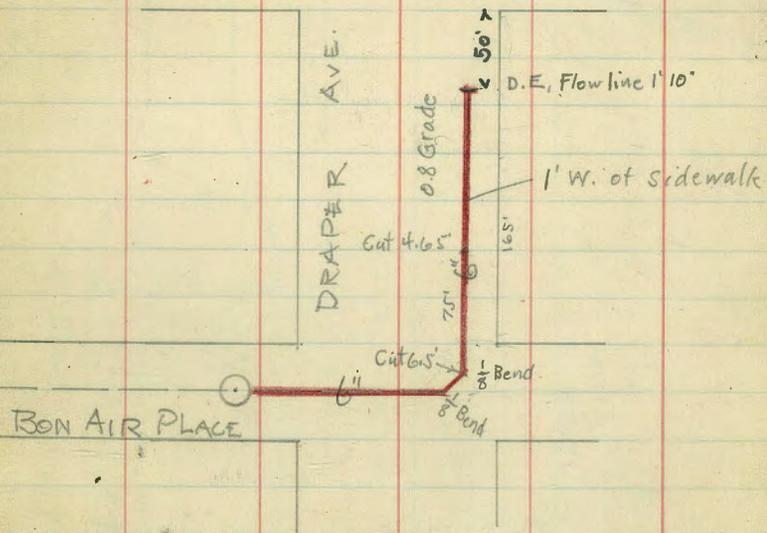 50'
D.E, Flowline 1' 10"
DRAPER AVE.
0.8 Grade
1' W. of Sidewalk
165'
Cut 4.65
6"
75'
Cut 6.5'
1/8 Bend
6"
1/8 Bend
BON AIR PLACE